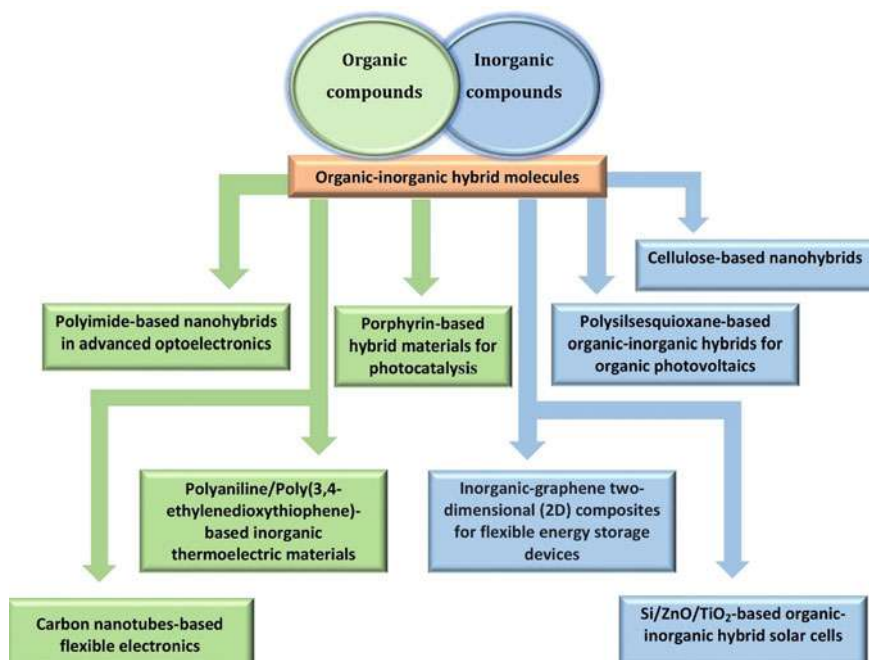 Organic
compounds
Inorganic
compounds
Organic-inorganic hybrid molecules
Cellulose-based nanohybrids
Polyimide-based nanohybrids
in advanced optoelectronics
Porphyrin-based
hybrid materials for
photocatalysis
Polysilsesquioxane-based
organic-inorganic hybrids for
organic photovoltaics
Polyaniline/Poly(3,4-
ethylenedioxythiophene)-
based inorganic
thermoelectric materials
Inorganic-graphene two-
dimensional (2D) composites
for flexible energy storage
devices
Carbon nanotubes-based
flexible electronics
Si/ZnO/TiO₂-based organic-
inorganic hybrid solar cells